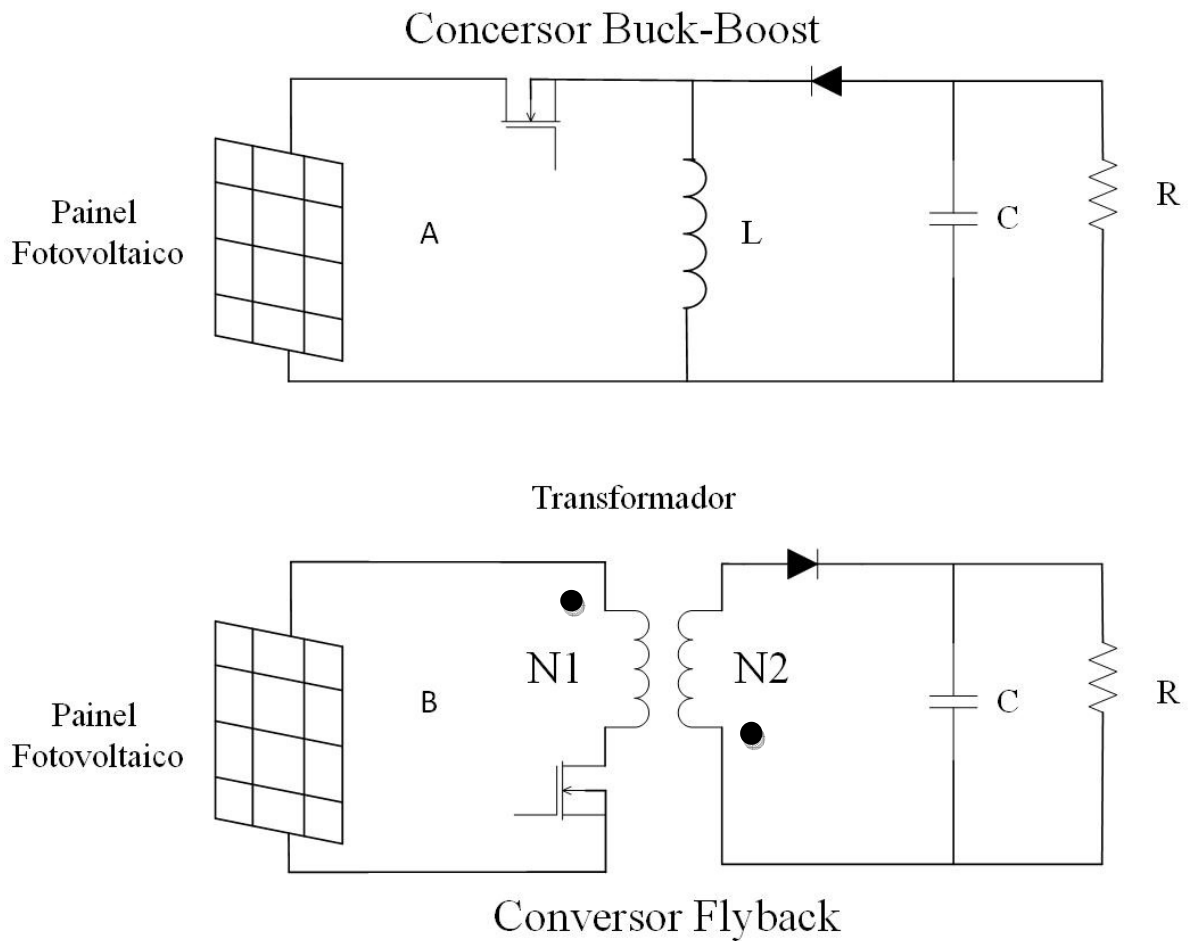 Concersor Buck-Boost
Painel
Fotovoltaico
A
L
C
R
Transformador
Painel
Fotovoltaico
B
N1
N2
C
R
Conversor Flyback